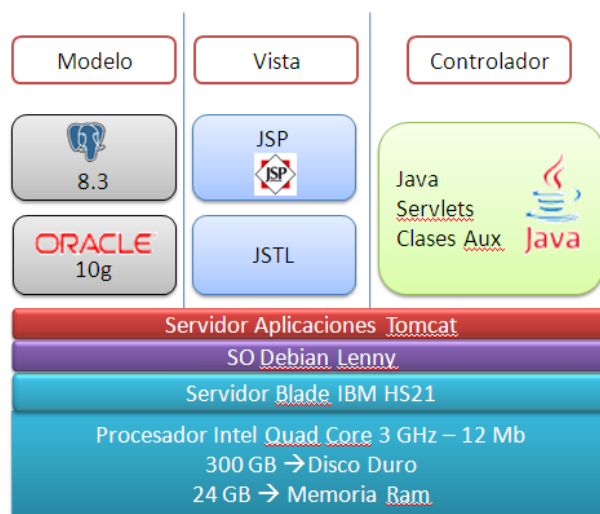 Modelo
Vista
Controlador
8.3
ORACLE
10g
JSP
JSP
JSTL
Java
Servlets
Clases Aux
Java
Servidor Aplicaciones Tomcat
SO Debian Lenny
Servidor Blade IBM HS21
Procesador Intel Quad Core 3 GHz – 12 Mb
300 GB → Disco Duro
24 GB → Memoria Ram